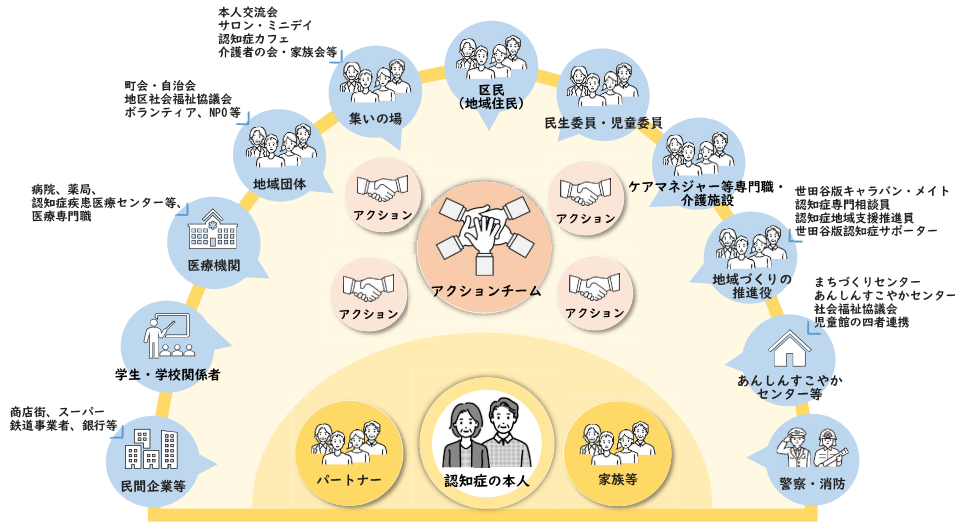 本人交流会
サロン・ミニデイ
認知症カフェ
介護者の会・家族会等
集いの場
区民
（地域住民）
民生委員・児童委員
町会・自治会
地区社会福祉協議会
ボランティア、NPO等
地域団体
ケアマネジャー等専門職・
介護施設
病院、薬局、
認知症疾患医療センター等、
医療専門職
医療機関
世田谷版キャラバン・メイト
認知症専門相談員
認知症地域支援推進員
世田谷版認知症サポーター
地域づくりの
推進役
アクション
アクション
アクションチーム
アクション
アクション
学生・学校関係者
まちづくりセンター
あんしんすこやかセンター
社会福祉協議会
児童館の四者連携
あんしんすこやか
センター等
商店街、スーパー
鉄道事業者、銀行等
民間企業等
パートナー
認知症の本人
家族等
警察・消防